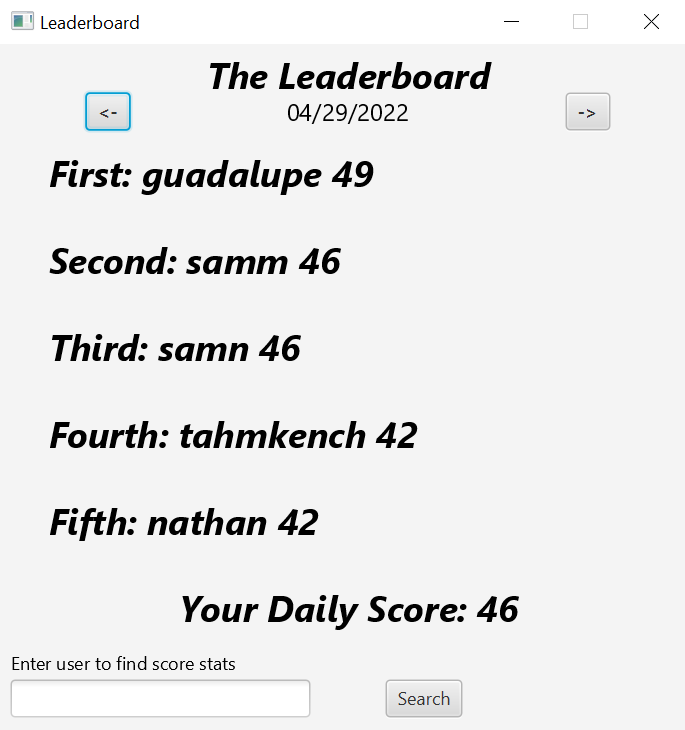 Leaderboard
The Leaderboard
<- 04/29/2022 ->
First: guadalupe 49
Second: samm 46
Third: samn 46
Fourth: tahmkench 42
Fifth: nathan 42
Your Daily Score: 46
Enter user to find score stats
Search